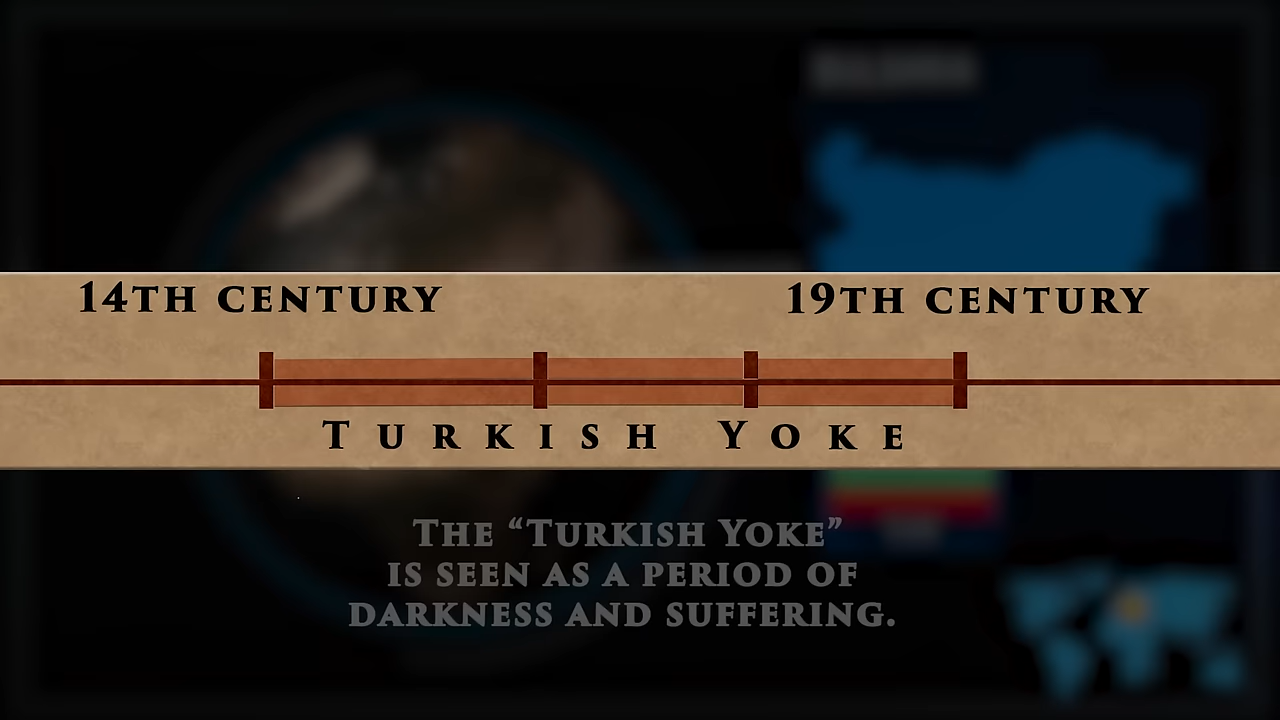 14TH CENTURY
19TH CENTURY
TURKISH YOKE
THE “TURKISH YOKE”
IS SEEN AS A PERIOD OF
DARKNESS AND SUFFERING.